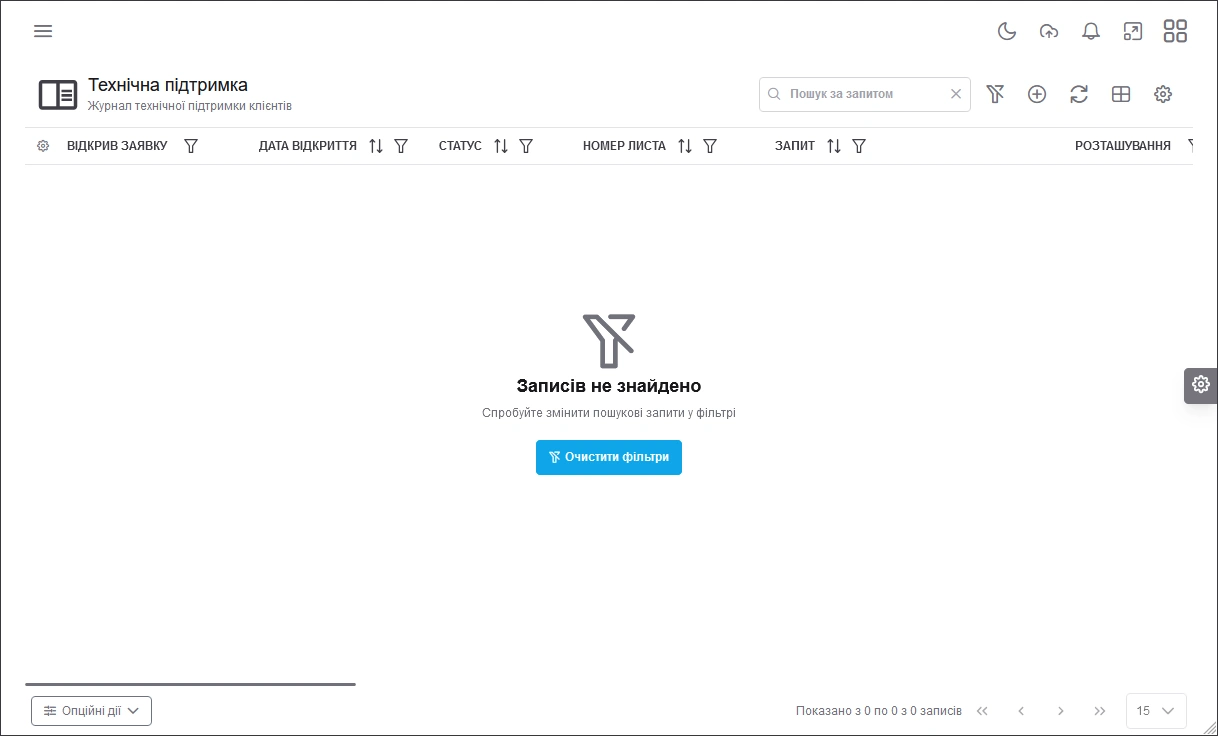 Технічна підтримка
Журнал технічної підтримки клієнтів
Пошук за запитом
ВІДКРИВ ЗАЯВКУ ДАТА ВІДКРИТТЯ СТАТУС НОМЕР ЛИСТА ЗАПИТ РОЗТАШУВАННЯ
Записів не знайдено
Спробуйте змінити пошукові запити у фільтрі
Очистити фільтри
Опційні дії
Показано з 0 по 0 з 0 записів
15